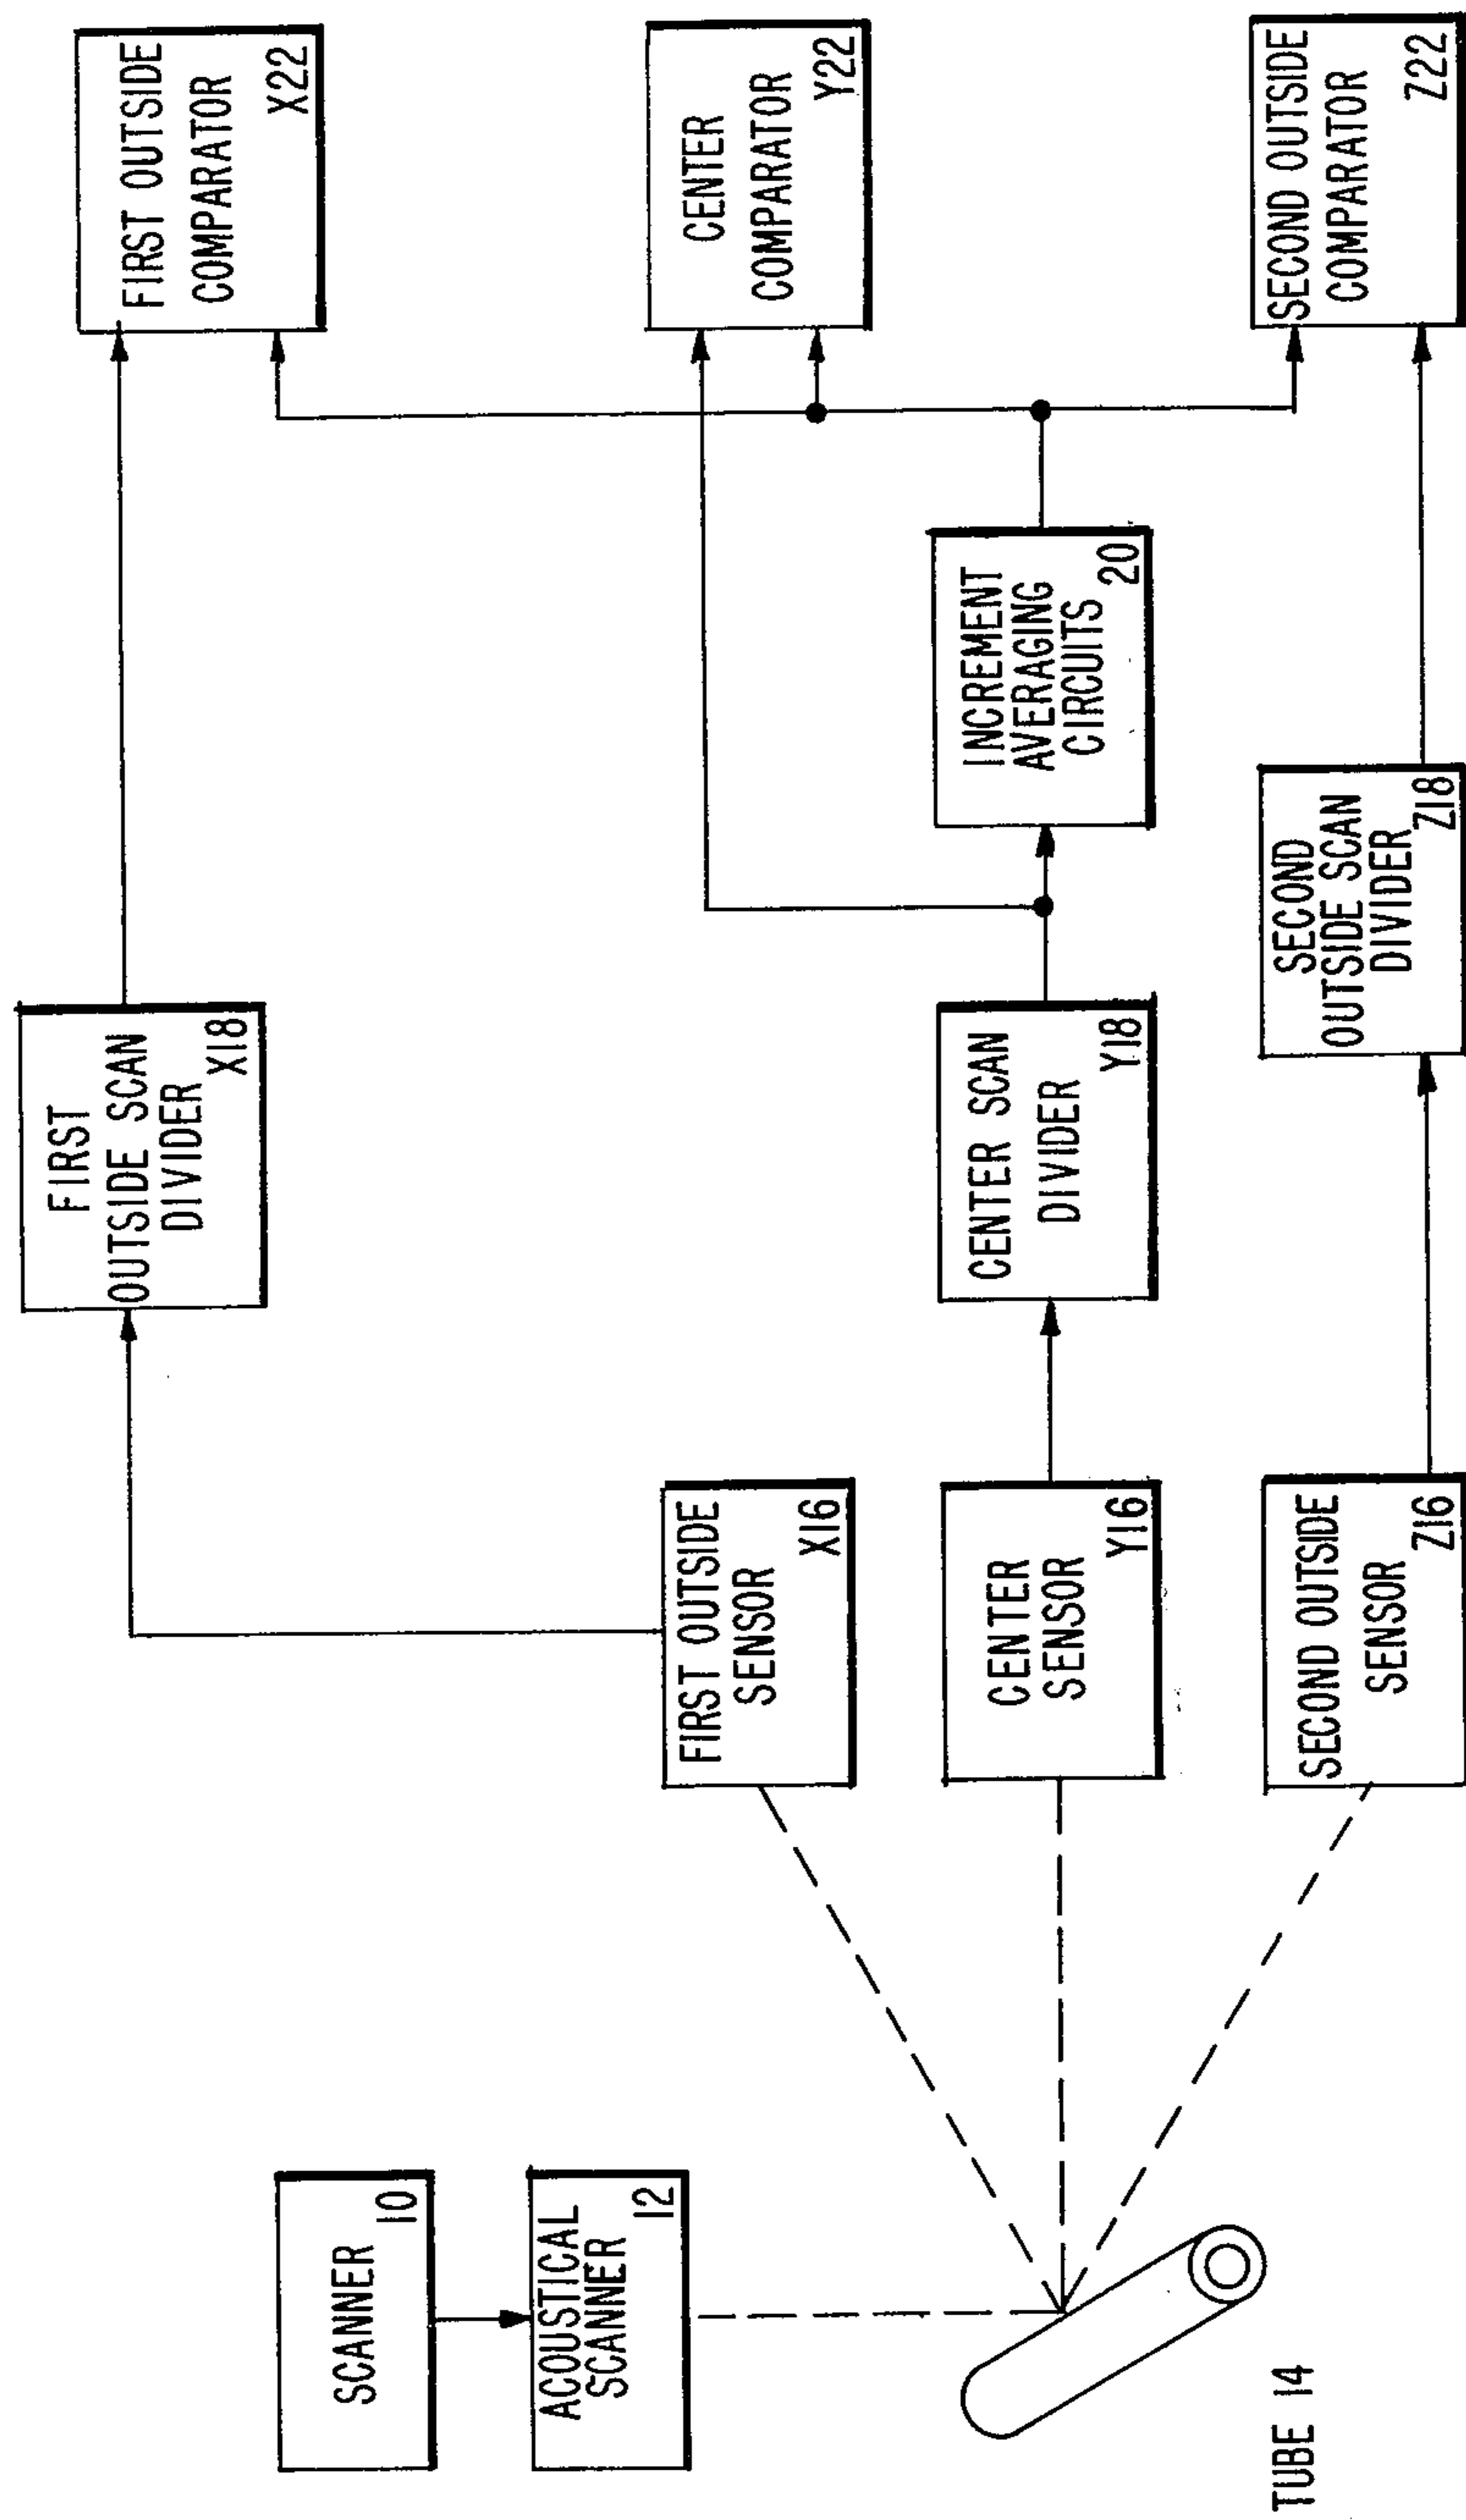 SCANNER
10
ACOUSTICAL
SCANNER
12
TUBE 14
FIRST OUTSIDE
SENSOR
X16
CENTER
SENSOR
Y16
SECOND OUTSIDE
SENSOR
Z16
FIRST
OUTSIDE SCAN
DIVIDER
X18
CENTER SCAN
DIVIDER
Y18
SECOND
OUTSIDE SCAN
DIVIDER
Z18
INCREMENT
AVERAGING
CIRCUITS
20
FIRST OUTSIDE
COMPARATOR
X22
CENTER
COMPARATOR
Y22
SECOND OUTSIDE
COMPARATOR
Z22